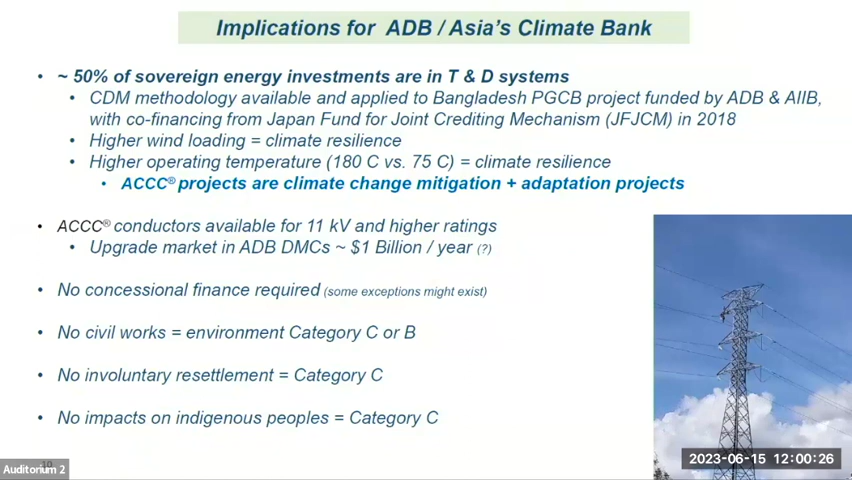 Implications for ADB / Asia's Climate Bank
• ~ 50% of sovereign energy investments are in T & D systems
• CDM methodology available and applied to Bangladesh PGCB project funded by ADB & AIIB,
with co-financing from Japan Fund for Joint Crediting Mechanism (JFJCM) in 2018
• Higher wind loading = climate resilience
• Higher operating temperature (180 C vs. 75 C) = climate resilience
• ACCC® projects are climate change mitigation + adaptation projects
• ACCC® conductors available for 11 kV and higher ratings
• Upgrade market in ADB DMCs ~ $1 Billion / year (?)
• No concessional finance required (some exceptions might exist)
• No civil works = environment Category C or B
• No involuntary resettlement = Category C
• No impacts on indigenous peoples = Category C
Auditorium 2
2023-06-15 12:00:26